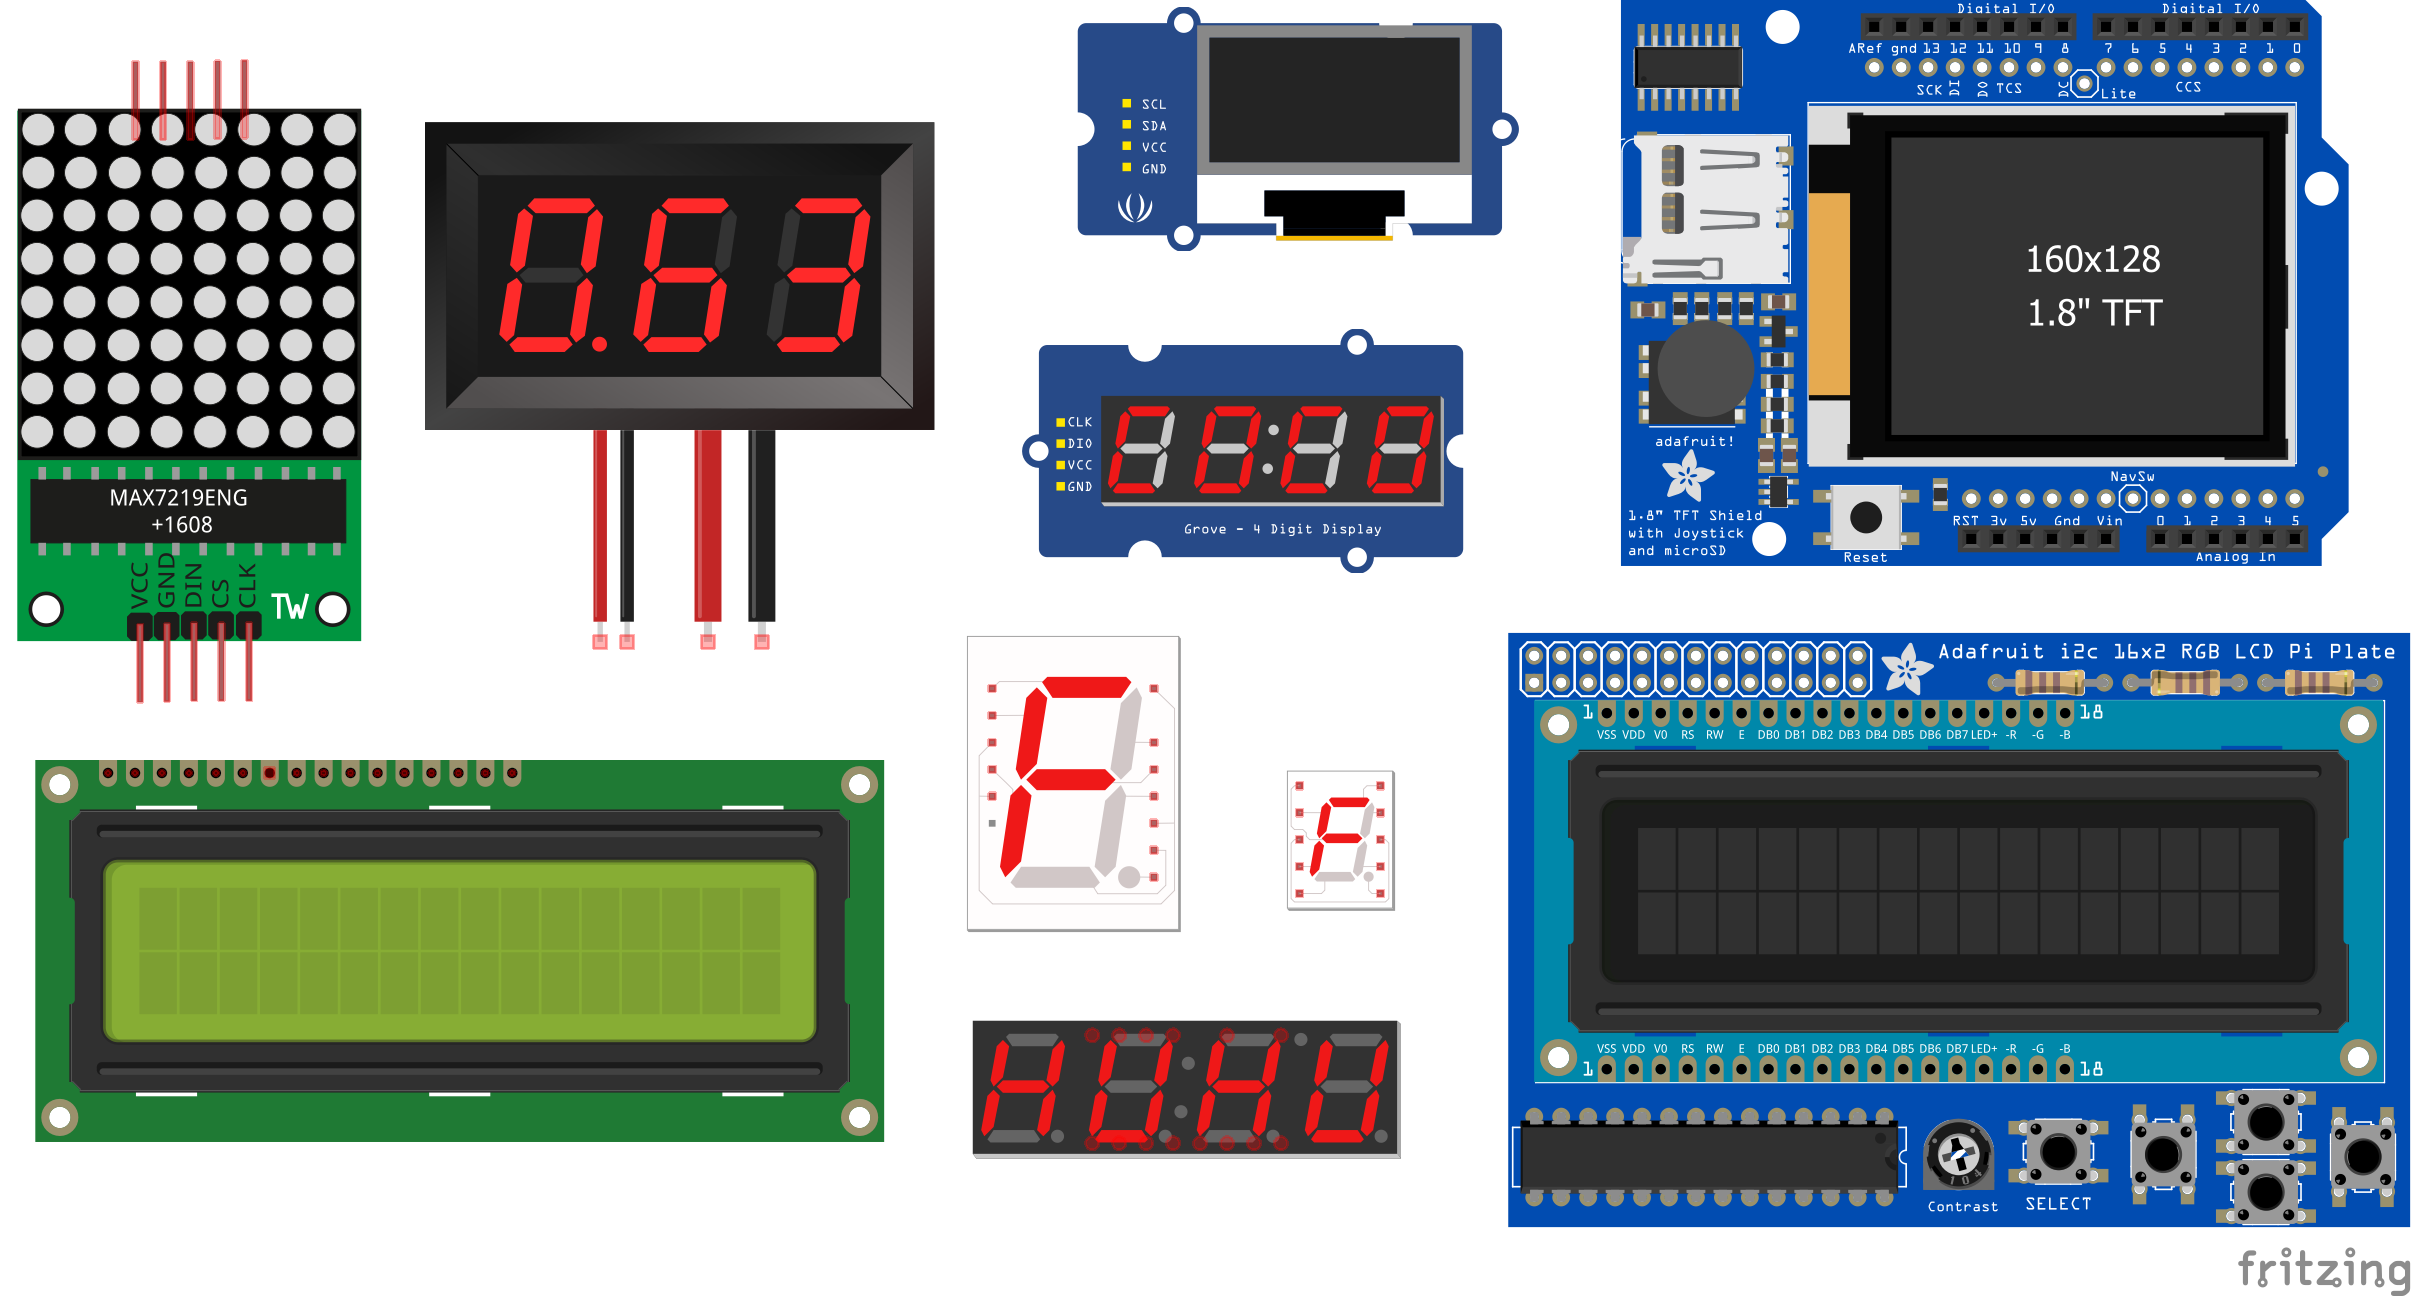 MAX7219ENG
+1608
VCC
GND
DIN
CS
CLK
TW
0.63
SCL
SDA
VCC
GND
CLK
DIO
VCC
GND
Grove - 4 Digit Display
Digital I/O Digital I/O
ARef gnd 13 12 11 10 9 8 7 6 5 4 3 2 1 0
SCK DI DO TCS DC Lite CCS
160x128
1.8" TFT
adafruit!
1.8" TFT Shield
with Joystick
and microSD
Reset
NavSw
RST 3v 5v Gnd Vin 0 1 2 3 4 5
Analog In
Adafruit i2c 16x2 RGB LCD Pi Plate
1 18
VSS VDD V0 RS RW E DB0 DB1 DB2 DB3 DB4 DB5 DB6 DB7 LED+ -R -G -B
VSS VDD V0 RS RW E DB0 DB1 DB2 DB3 DB4 DB5 DB6 DB7 LED+ -R -G -B
1 18
104
Contrast
SELECT
fritzing